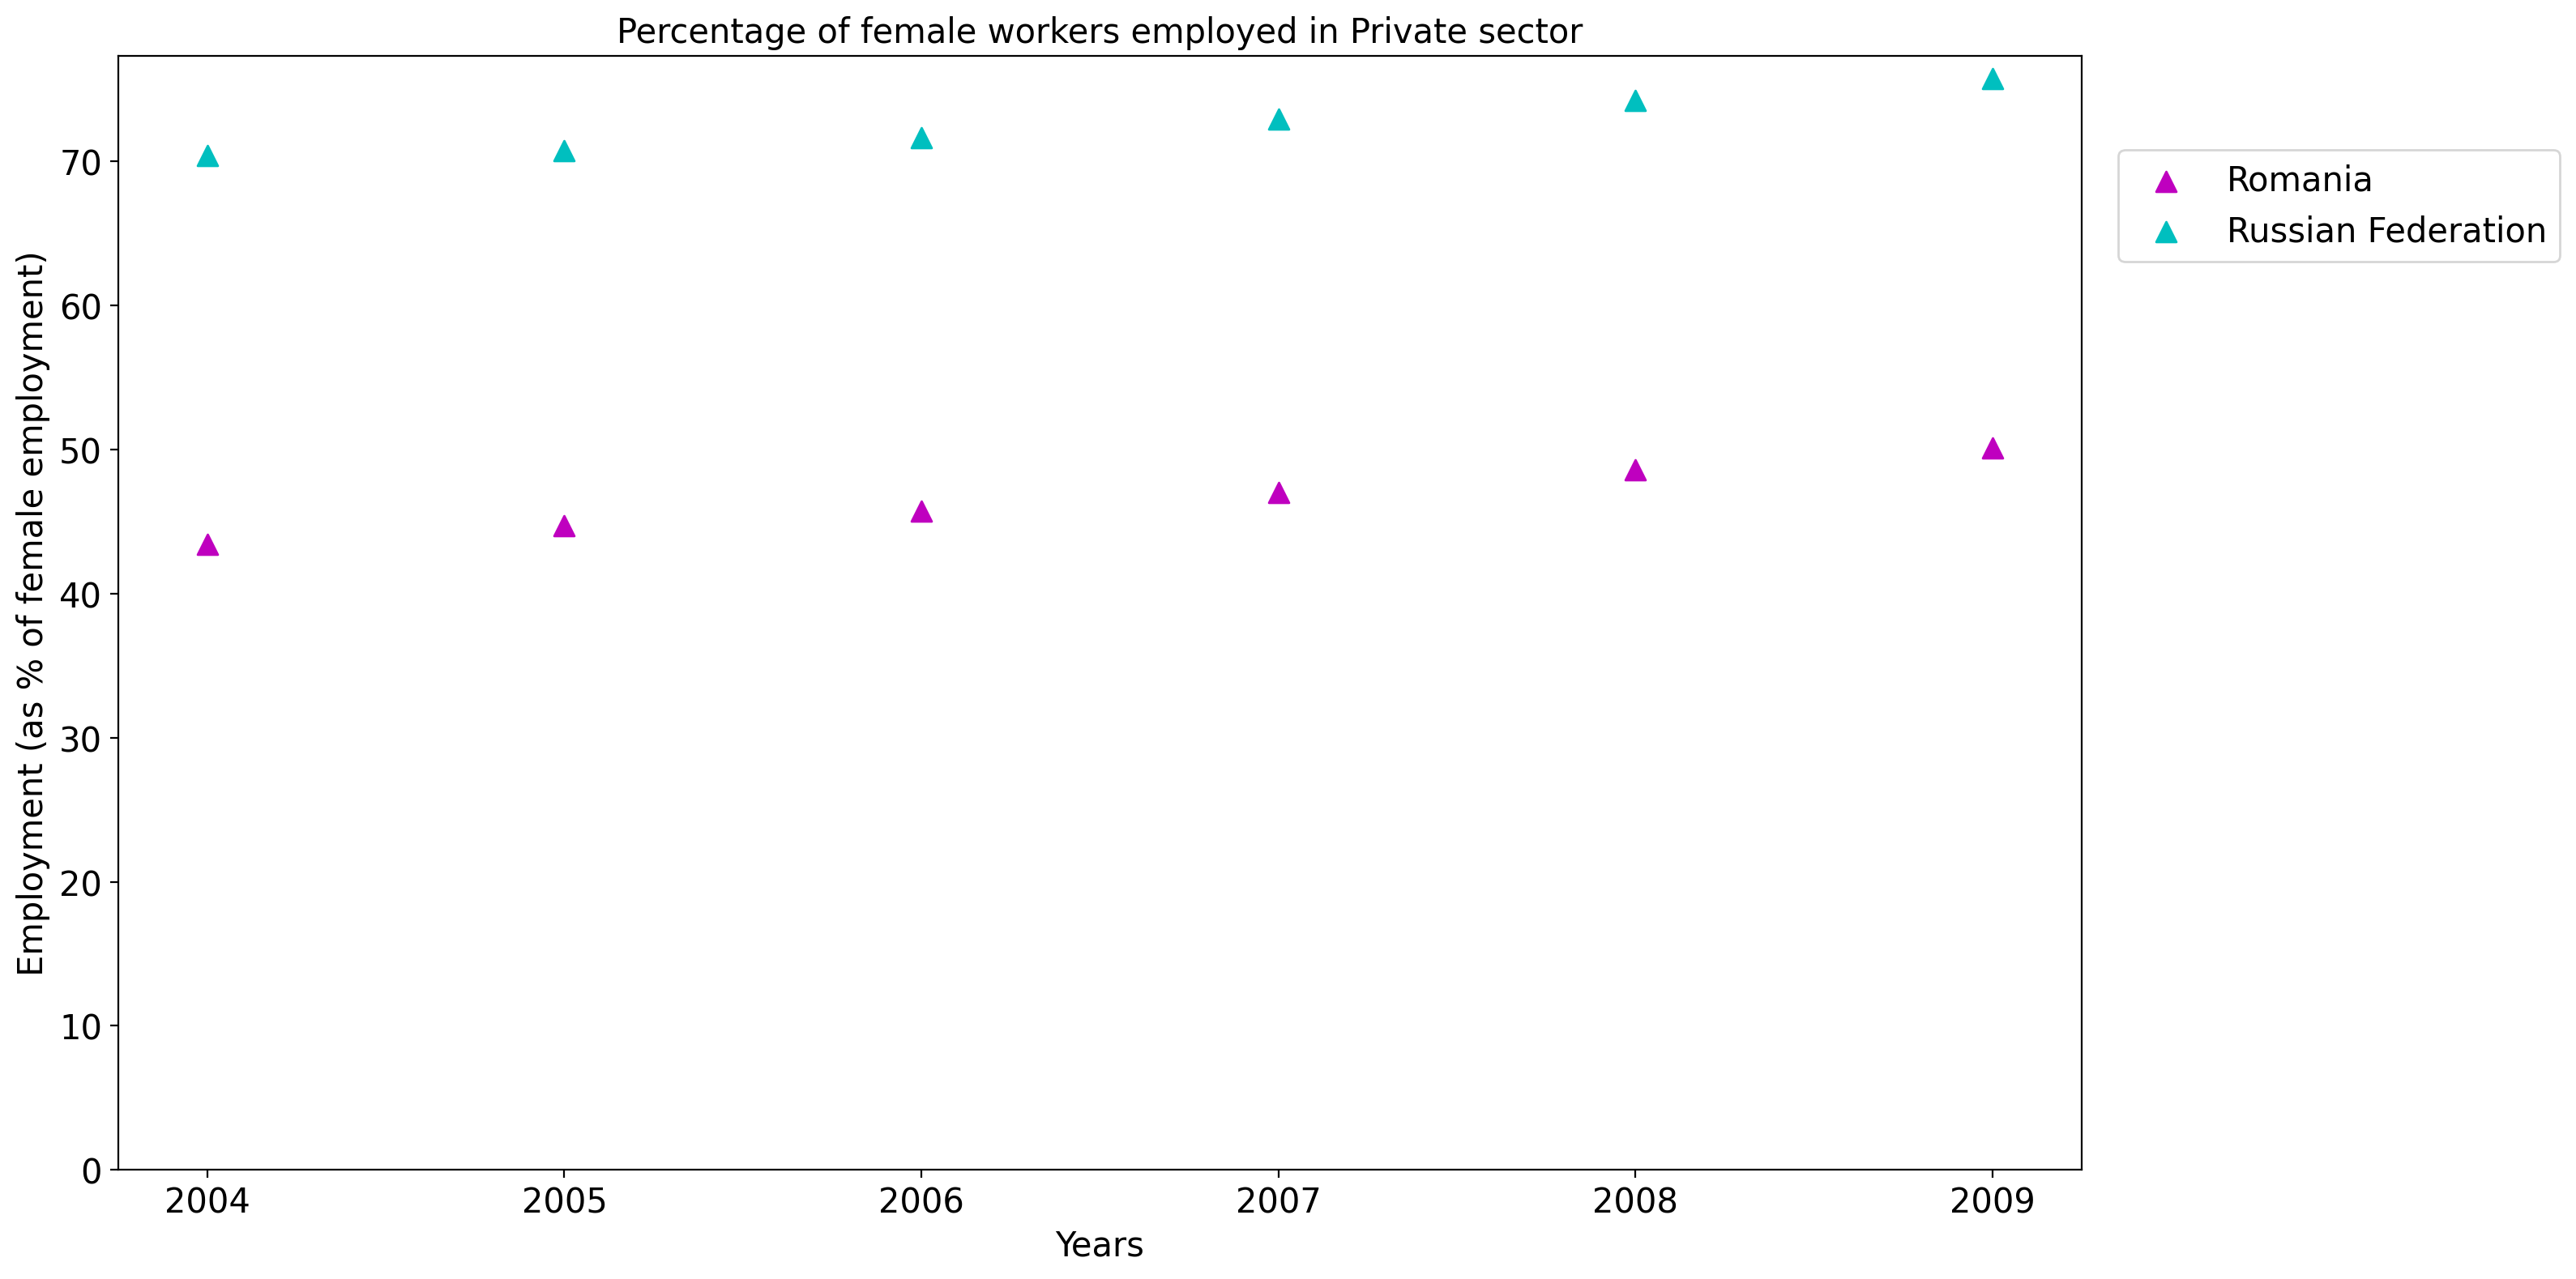 Percentage of female workers employed in Private sector
Employment (as % of female employment)
70
60
50
40
30
20
10
0
2004 2005 2006 2007 2008 2009
Years
Romania
Russian Federation